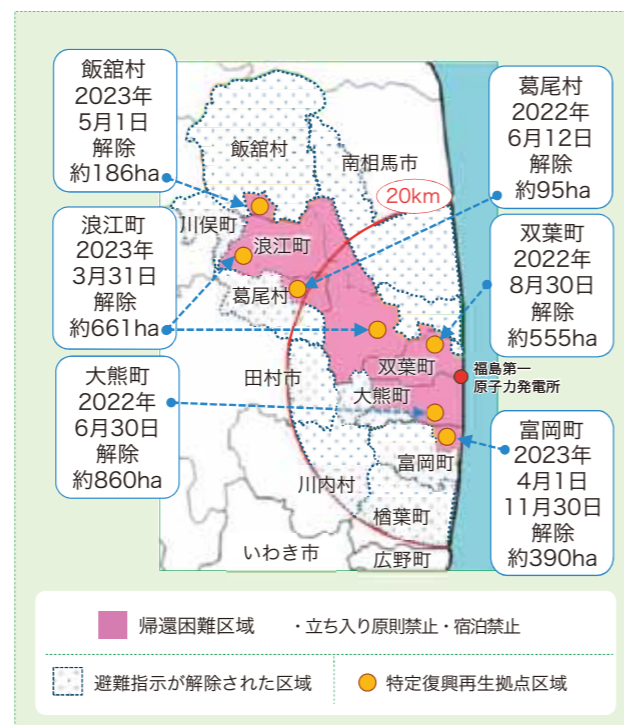 飯舘村
2023年
5月1日
解除
約186ha
浪江町
2023年
3月31日
解除
約661ha
大熊町
2022年
6月30日
解除
約860ha
葛尾村
2022年
6月12日
解除
約95ha
双葉町
2022年
8月30日
解除
約555ha
富岡町
2023年
4月1日
11月30日
解除
約390ha
飯舘村
南相馬市
20km
川俣町
浪江町
葛尾村
双葉町
福島第一
原子力発電所
田村市
大熊町
富岡町
川内村
楢葉町
いわき市
広野町
帰還困難区域 ・立ち入り原則禁止・宿泊禁止
避難指示が解除された区域
特定復興再生拠点区域